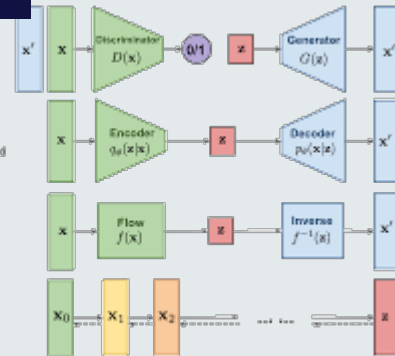 x' x Discriminator D(x) 0/1 z Generator G(z) x'
x Encoder qφ(z|x) z Decoder pθ(x|z) x'
x Flow f(x) z Inverse f⁻¹(z) x'
x₀ x₁ x₂ ... ... z